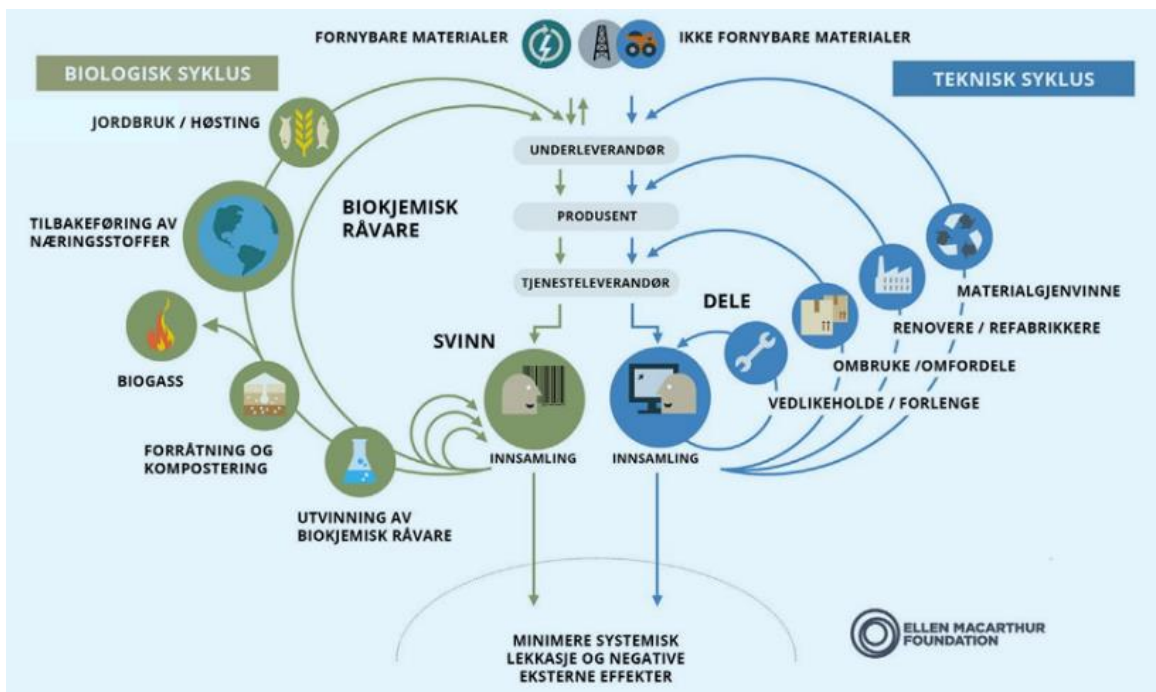 FORNYBARE MATERIALER
IKKE FORNYBARE MATERIALER
BIOLOGISK SYKLUS
TEKNISK SYKLUS
JORDBRUK / HØSTING
UNDERLEVERANDØR
TILBAKEFØRING AV
NÆRINGSSTOFFER
BIOKJEMISK
RÅVARE
PRODUSENT
TJENESTELEVERANDØR
MATERIALGJENVINNE
DELE
RENOVERE / REFABRIKKERE
SVINN
OMBRUKE /OMFORDELE
BIOGASS
VEDLIKEHOLDE / FORLENGE
FORRÅTNING OG
KOMPOSTERING
INNSAMLING
INNSAMLING
UTVINNING AV
BIOKJEMISK RÅVARE
MINIMERE SYSTEMISK
LEKKASJE OG NEGATIVE
EKSTERNE EFFEKTER
ELLEN MACARTHUR
FOUNDATION